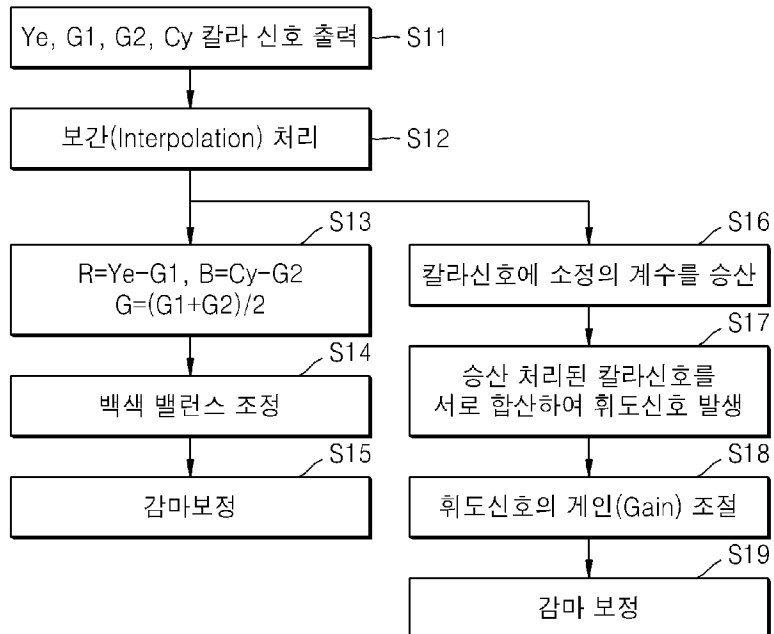 Ye, G1, G2, Cy 칼라 신호 출력
S11
보간(Interpolation) 처리
S12
S13
R=Ye-G1, B=Cy-G2
G=(G1+G2)/2
S14
백색 밸런스 조정
S15
감마보정
S16
칼라신호에 소정의 계수를 승산
S17
승산 처리된 칼라신호를
서로 합산하여 휘도신호 발생
S18
휘도신호의 게인(Gain) 조절
S19
감마 보정